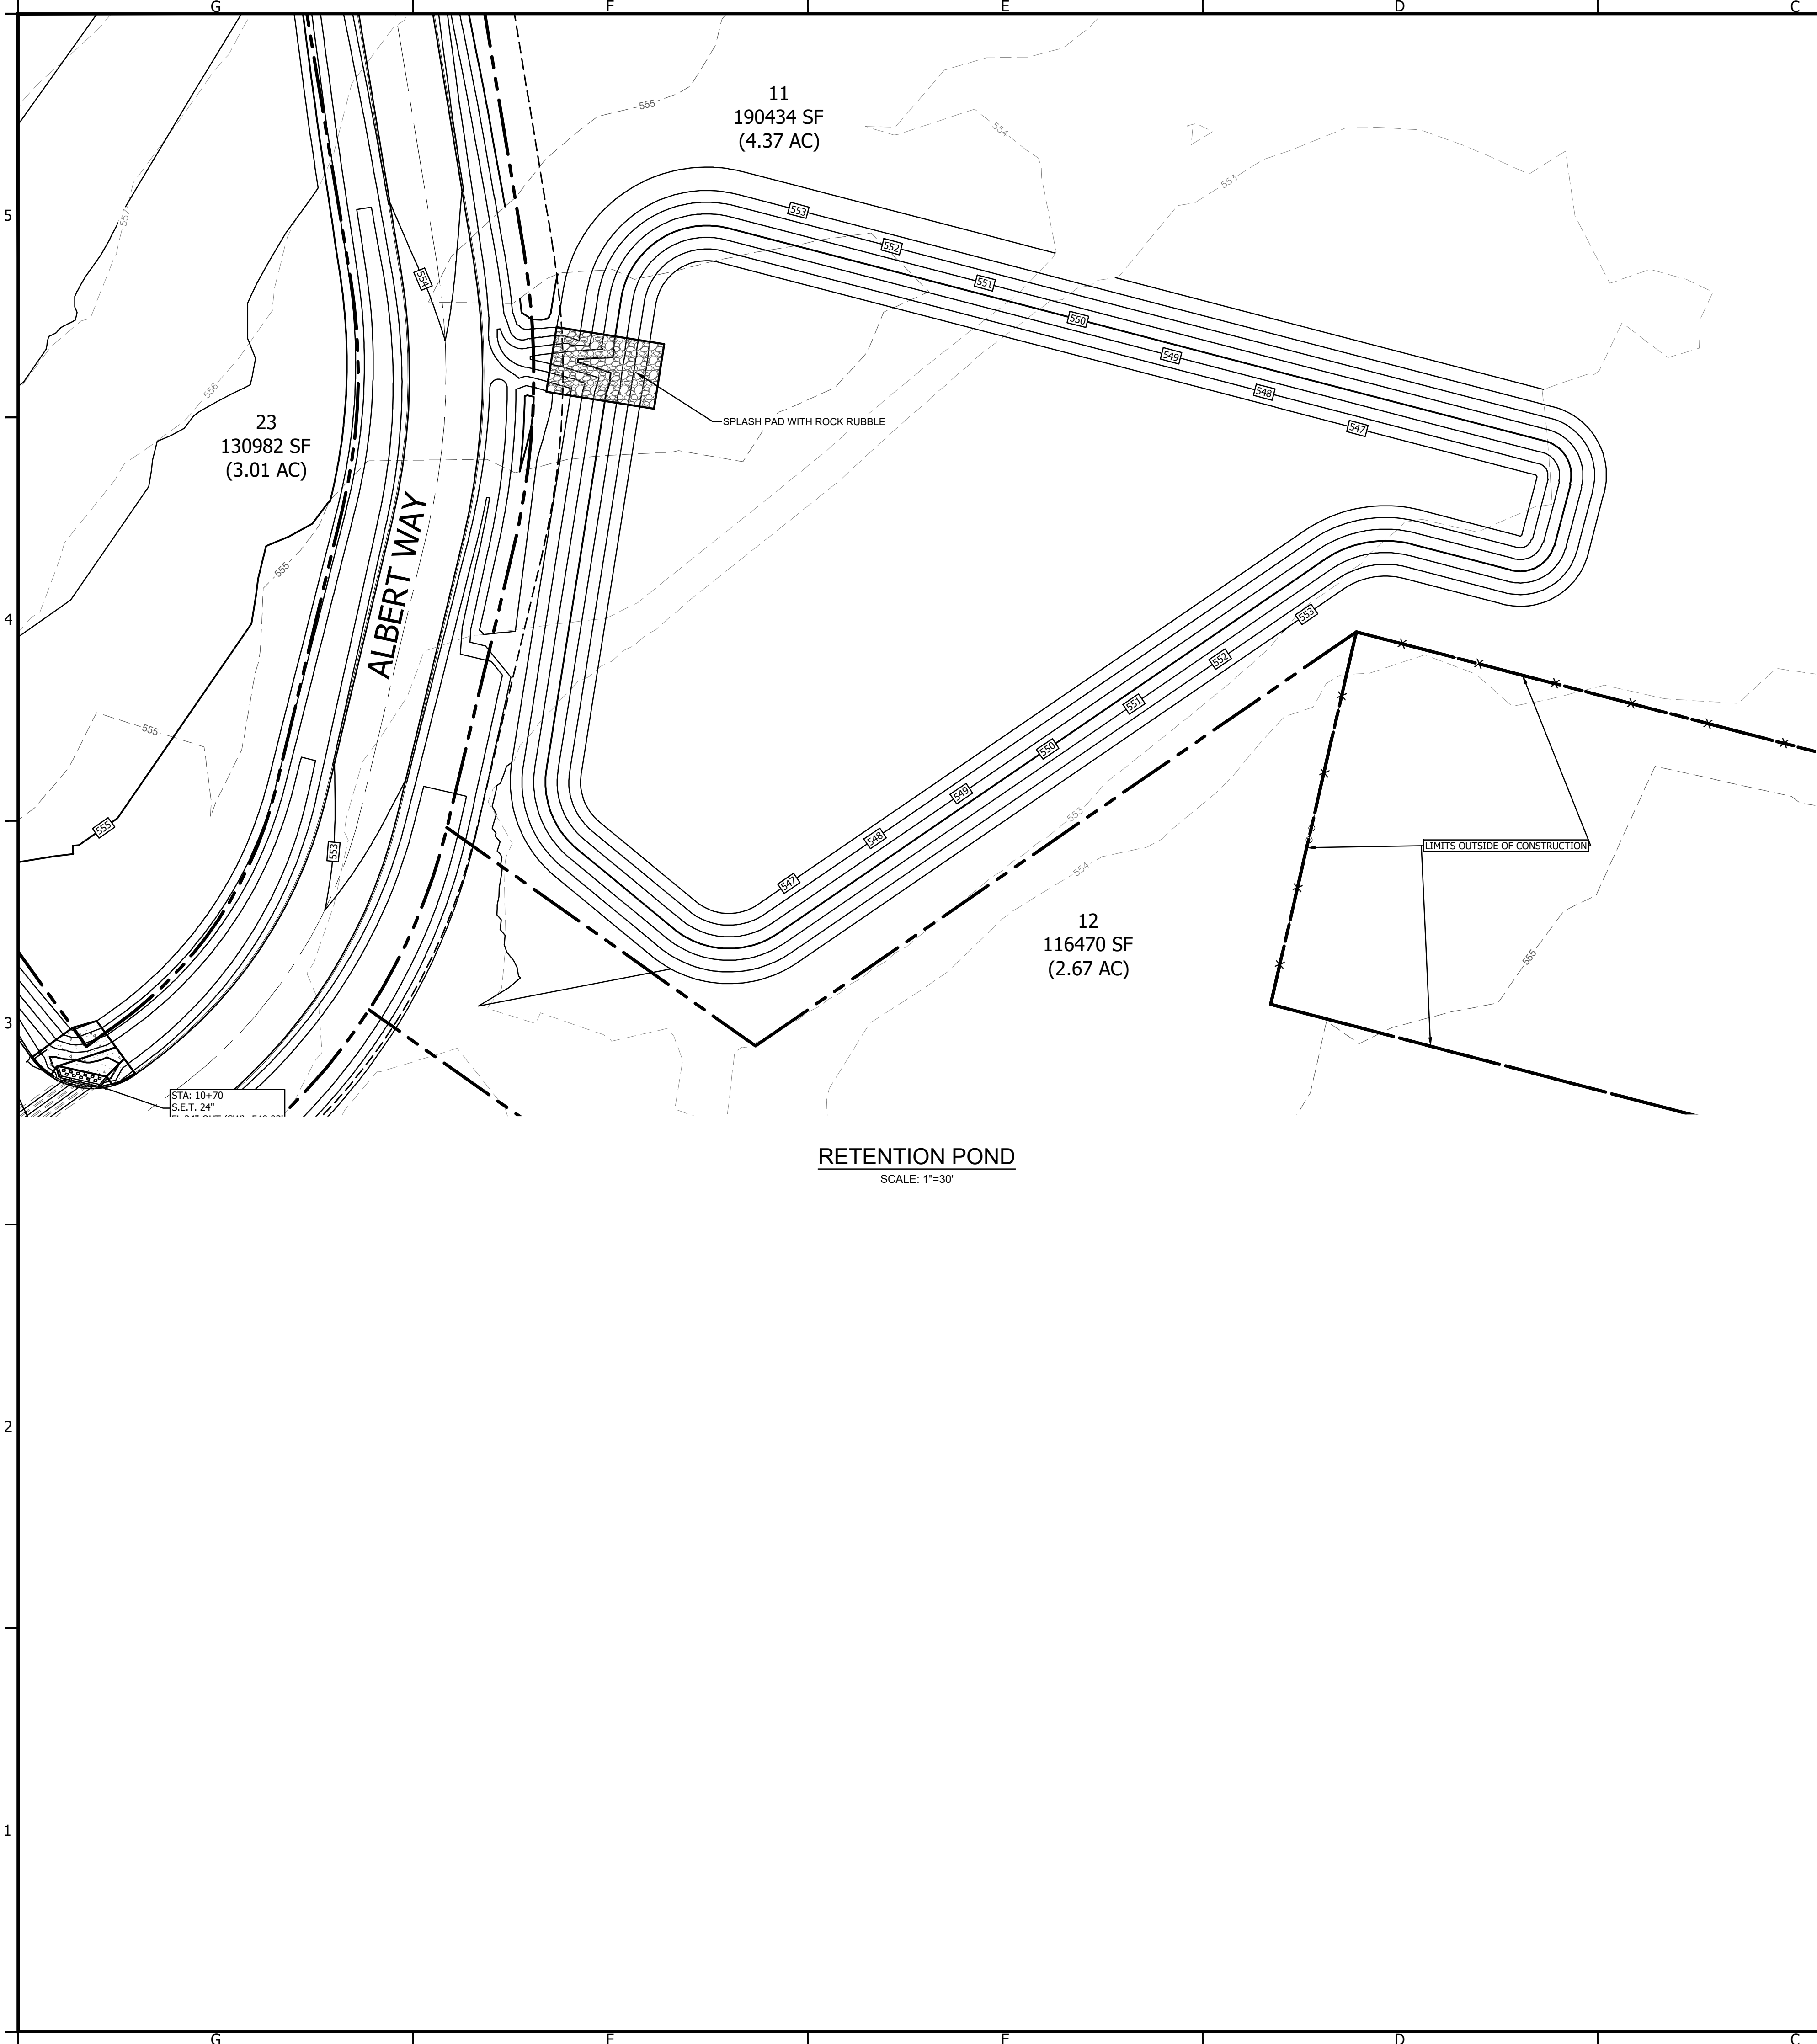 G F E D C
11
190434 SF
(4.37 AC)
555
554
553
557
5
553
552
551
550
549
548
547
554
556
23
130982 SF
(3.01 AC)
SPLASH PAD WITH ROCK RUBBLE
ALBERT WAY
555
4
553
552
551
550
549
548
547
555
555
553
553
554
LIMITS OUTSIDE OF CONSTRUCTION
12
116470 SF
(2.67 AC)
555
3
STA: 10+70
S.E.T. 24"
RETENTION POND
SCALE: 1"=30'
2
1
G F E D C